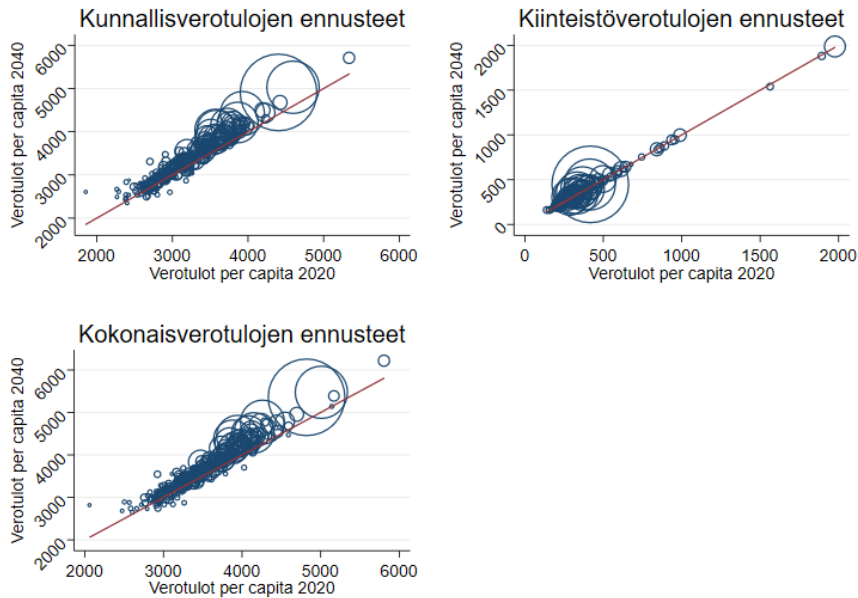 Kunnallisverotulojen ennusteet
Verotulot per capita 2040
6000
5000
4000
3000
2000
2000 3000 4000 5000 6000
Verotulot per capita 2020
Kiinteistöverotulojen ennusteet
Verotulot per capita 2040
2000
1500
1000
500
0
0 500 1000 1500 2000
Verotulot per capita 2020
Kokonaisverotulojen ennusteet
Verotulot per capita 2040
6000
5000
4000
3000
2000
2000 3000 4000 5000 6000
Verotulot per capita 2020